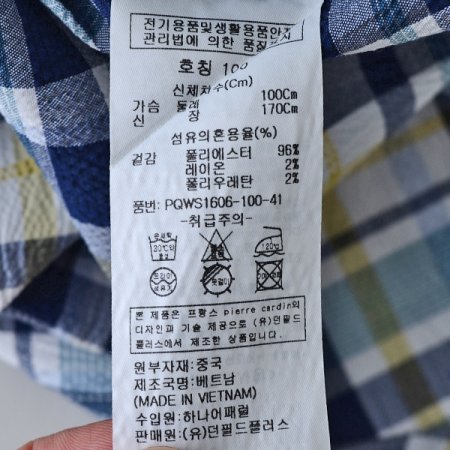 전기용품및생활용품안전
관리법에 의한 품질
호칭 100
신체치수(Cm)
가슴 둘레 100Cm
신 장 170Cm
섬유의혼용율(%)
겉감 폴리에스터 96%
레이온 2%
폴리우레탄 2%
품번: PQWS1606-100-41
-취급주의-
30℃
120℃
드라이
본 제품은 프랑스 pierre cardin의
디자인과 기술 제공으로 (유)던필드
플러스에서 제조한 상품입니다.
원부자재: 중국
제조국명: 베트남
(MADE IN VIETNAM)
수입원: 하나어패럴
판매원: (유)던필드플러스